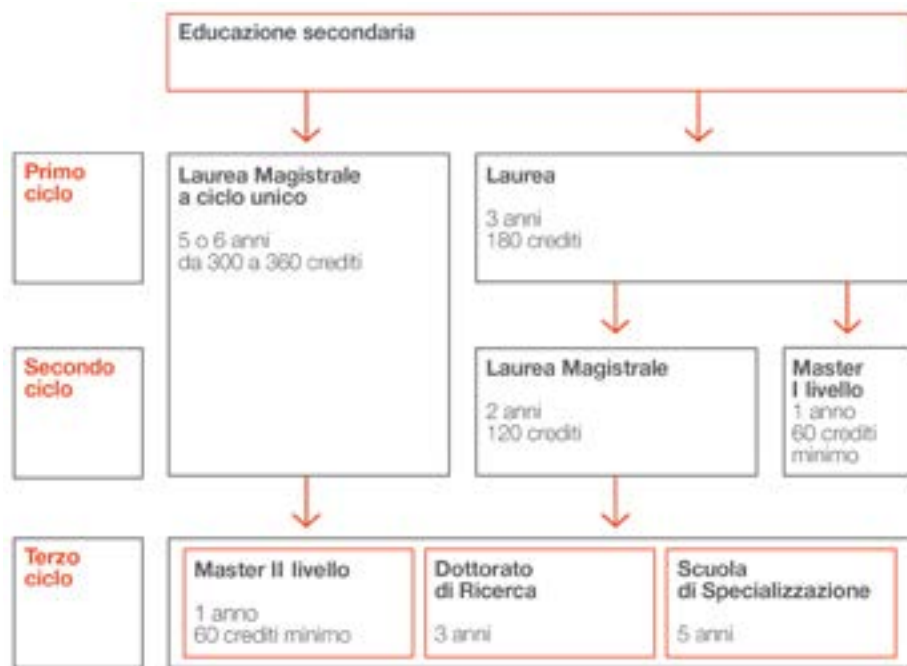 Educazione secondaria
Primo
ciclo
Laurea Magistrale
a ciclo unico
5 o 6 anni
da 300 a 360 crediti
Laurea
3 anni
180 crediti
Secondo
ciclo
Laurea Magistrale
2 anni
120 crediti
Master
I livello
1 anno
60 crediti
minimo
Terzo
ciclo
Master II livello
1 anno
60 crediti minimo
Dottorato
di Ricerca
3 anni
Scuola
di Specializzazione
5 anni